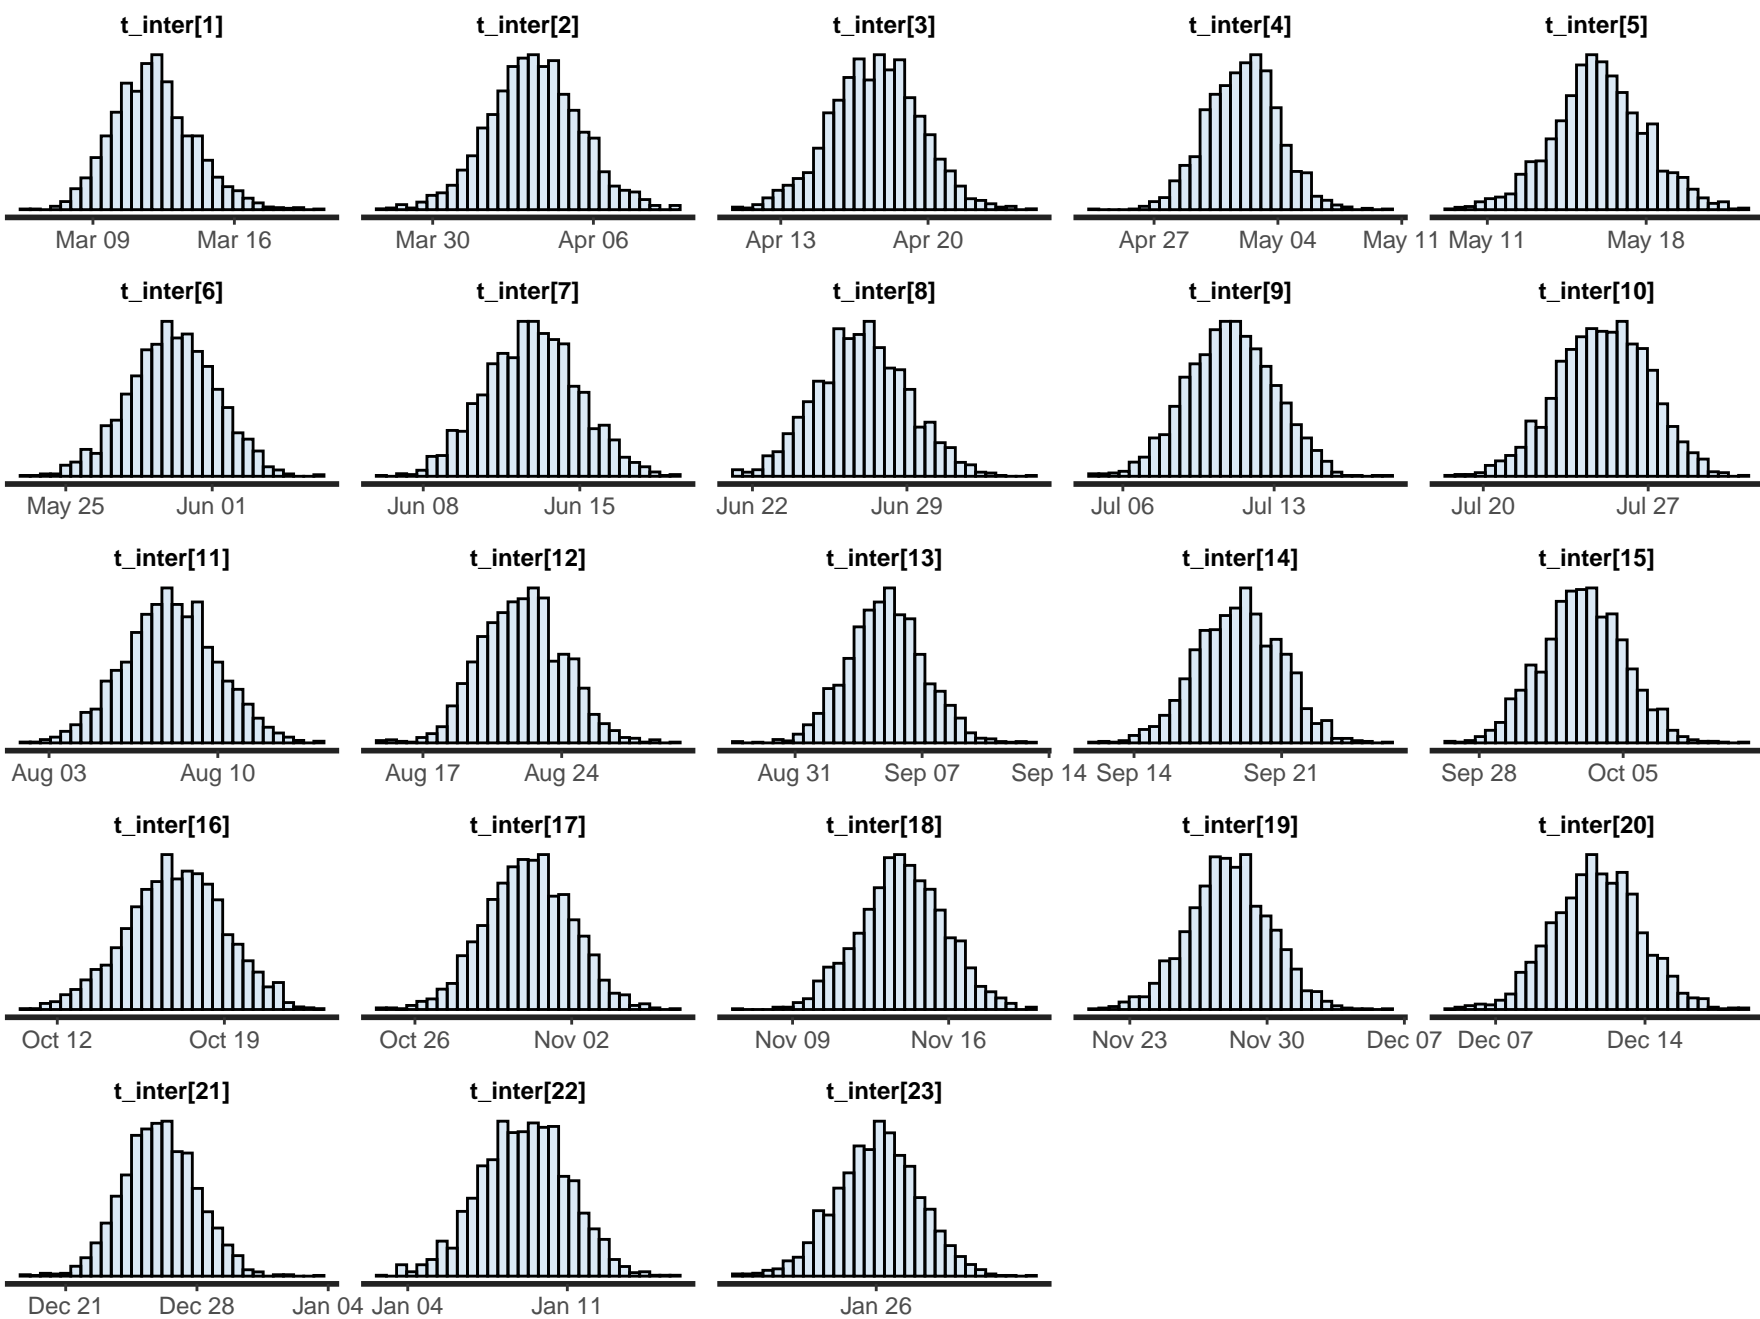 t_inter[1] t_inter[2] t_inter[3] t_inter[4] t_inter[5]
Mar 09 Mar 16 Mar 30 Apr 06 Apr 13 Apr 20 Apr 27 May 04 May 11 May 11 May 18
t_inter[6] t_inter[7] t_inter[8] t_inter[9] t_inter[10]
May 25 Jun 01 Jun 08 Jun 15 Jun 22 Jun 29 Jul 06 Jul 13 Jul 20 Jul 27
t_inter[11] t_inter[12] t_inter[13] t_inter[14] t_inter[15]
Aug 03 Aug 10 Aug 17 Aug 24 Aug 31 Sep 07 Sep 14 Sep 14 Sep 21 Sep 28 Oct 05
t_inter[16] t_inter[17] t_inter[18] t_inter[19] t_inter[20]
Oct 12 Oct 19 Oct 26 Nov 02 Nov 09 Nov 16 Nov 23 Nov 30 Dec 07 Dec 07 Dec 14
t_inter[21] t_inter[22] t_inter[23]
Dec 21 Dec 28 Jan 04 Jan 04 Jan 11 Jan 26